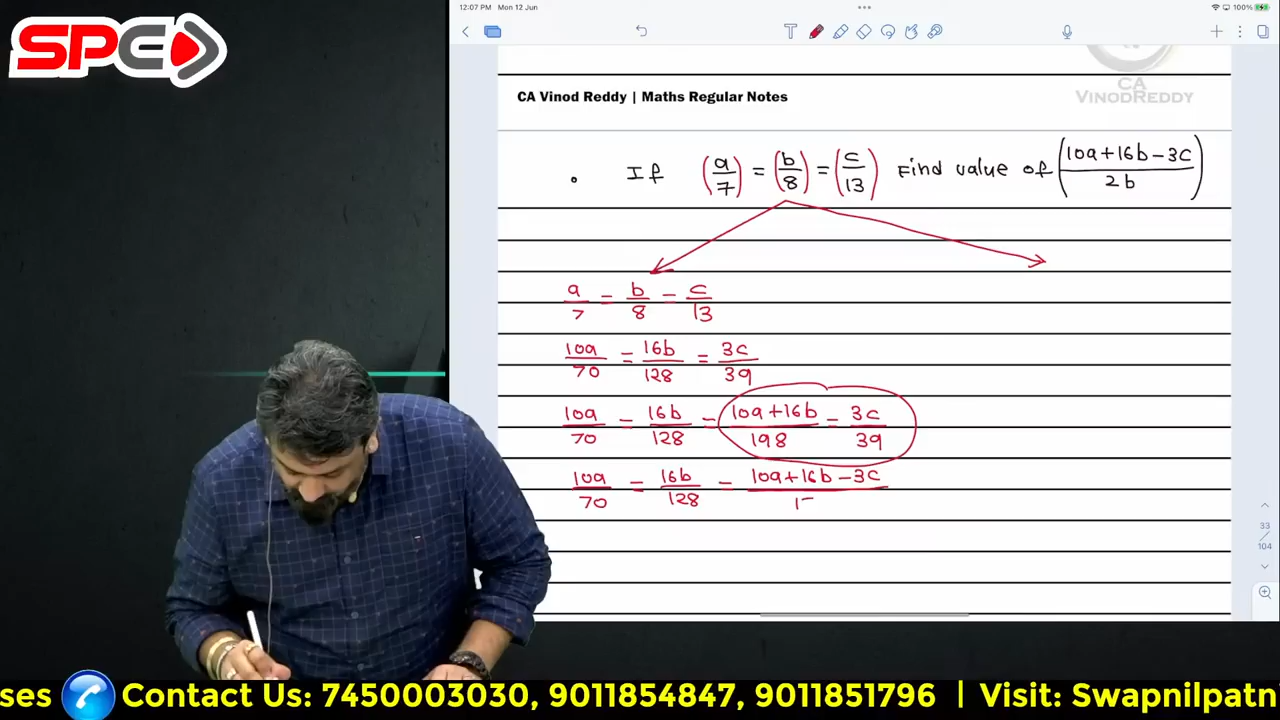 12:07 PM Mon 12 Jun
100%
SPE
CA Vinod Reddy | Maths Regular Notes
CA
VINODREDDY
. If (a/7) = (b/8) = (c/13) Find value of (10a+16b-3c / 2b)
a/7 = b/8 = c/13
10a/70 = 16b/128 = 3c/39
10a/70 = 16b/128 = 10a+16b/198 = 3c/39
10a/70 = 16b/128 = 10a+16b-3c/1
33
/
104
ses Contact Us: 7450003030, 9011854847, 9011851796 | Visit: Swapnilpatn